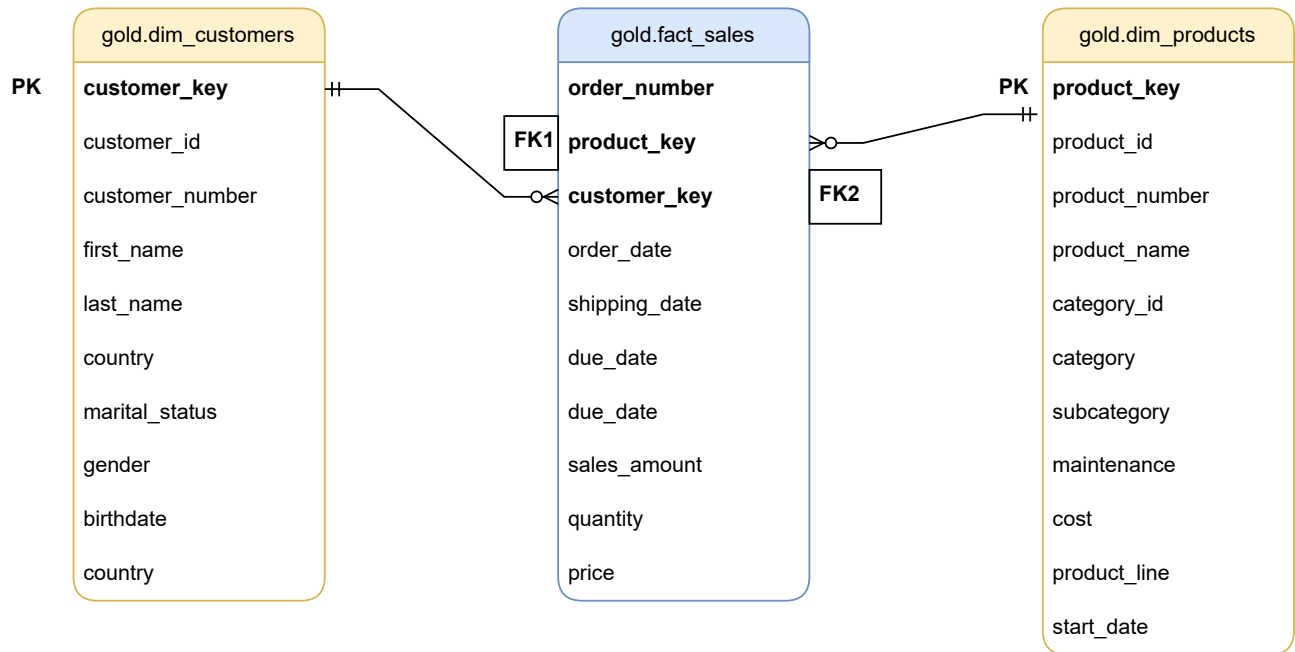 gold.dim_customers
PK
customer_key
customer_id
customer_number
first_name
last_name
country
marital_status
gender
birthdate
country
gold.fact_sales
order_number
FK1
product_key
customer_key
FK2
order_date
shipping_date
due_date
due_date
sales_amount
quantity
price
gold.dim_products
PK
product_key
product_id
product_number
product_name
category_id
category
subcategory
maintenance
cost
product_line
start_date